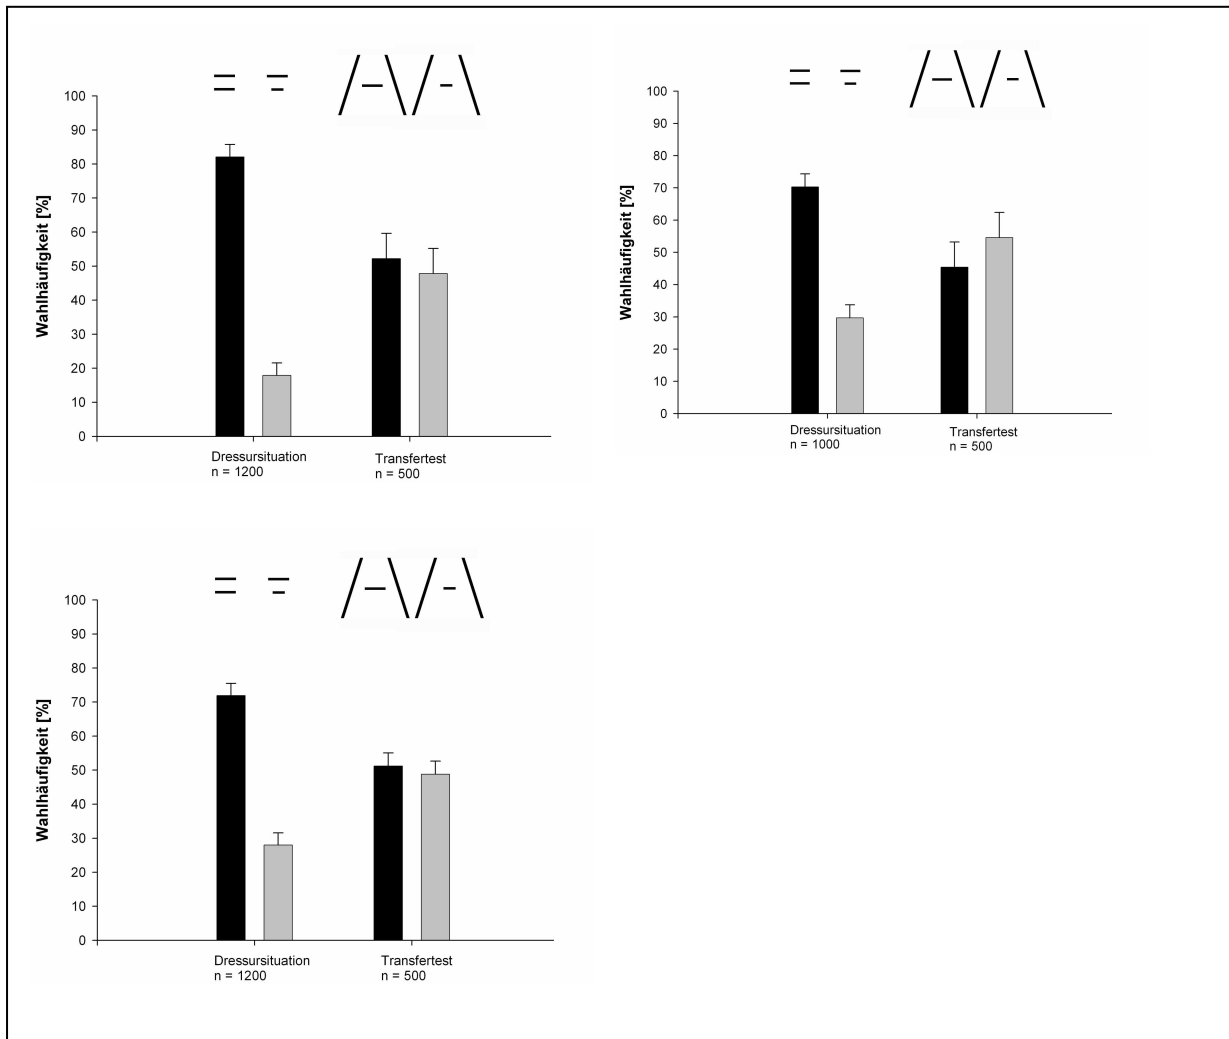 100
90
80
70
60
50
40
30
20
10
0
Wahlhäufigkeit [%]
Dressursituation
n = 1200
Transfertest
n = 500
100
90
80
70
60
50
40
30
20
10
0
Wahlhäufigkeit [%]
Dressursituation
n = 1000
Transfertest
n = 500
100
90
80
70
60
50
40
30
20
10
0
Wahlhäufigkeit [%]
Dressursituation
n = 1200
Transfertest
n = 500